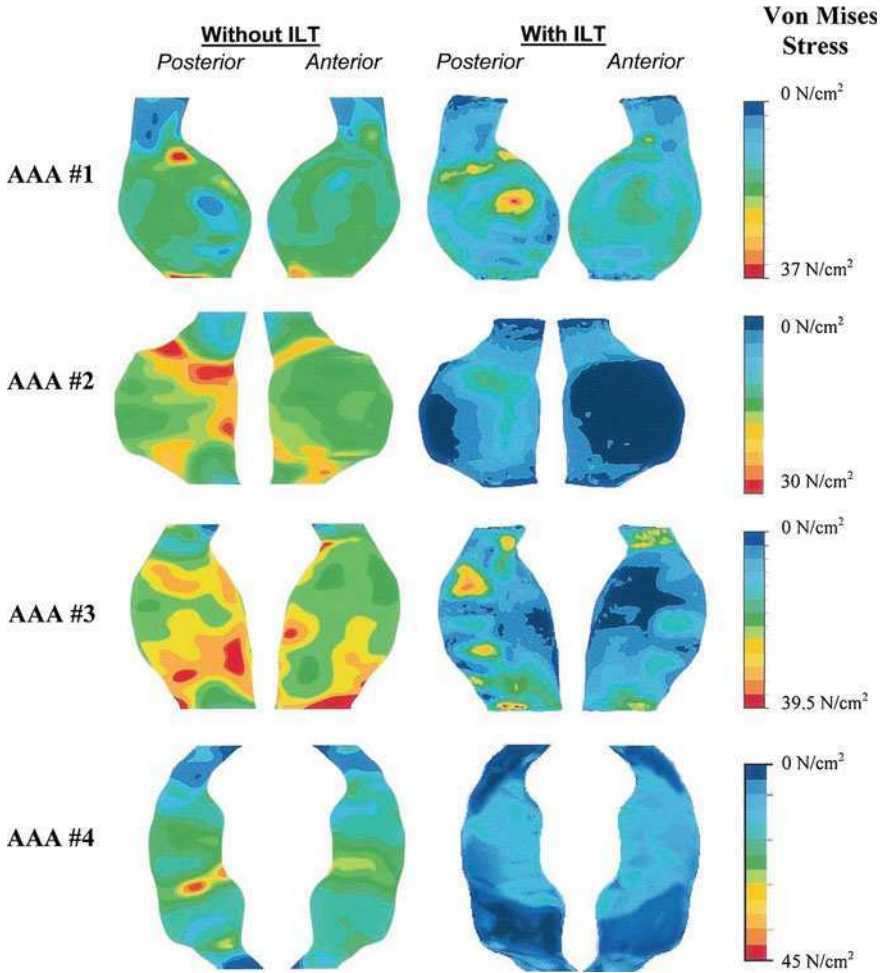 Without ILT
With ILT
Von Mises
Stress
Posterior
Anterior
Posterior
Anterior
AAA #1
0 N/cm²
37 N/cm²
AAA #2
0 N/cm²
30 N/cm²
AAA #3
0 N/cm²
39.5 N/cm²
AAA #4
0 N/cm²
45 N/cm²